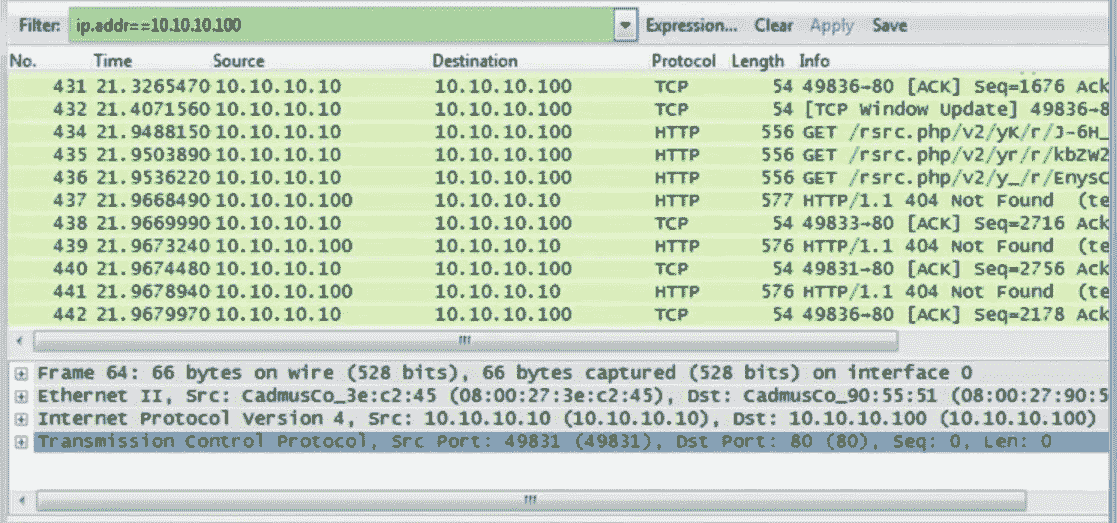 Filter: ip.addr==10.10.10.100 Expression... Clear Apply Save
No. Time Source Destination Protocol Length Info
431 21.3265470 10.10.10.10 10.10.10.100 TCP 54 49836→80 [ACK] Seq=1676 Ack
432 21.4071560 10.10.10.10 10.10.10.100 TCP 54 [TCP Window Update] 49836→8
434 21.9488150 10.10.10.10 10.10.10.100 HTTP 556 GET /rsrc.php/v2/yK/r/J-6H_
435 21.9503890 10.10.10.10 10.10.10.100 HTTP 556 GET /rsrc.php/v2/yr/r/kbZW2
436 21.9536220 10.10.10.10 10.10.10.100 HTTP 556 GET /rsrc.php/v2/y_/r/EnysC
437 21.9668490 10.10.10.100 10.10.10.10 HTTP 577 HTTP/1.1 404 Not Found (te
438 21.9669990 10.10.10.10 10.10.10.100 TCP 54 49833→80 [ACK] Seq=2716 Ack
439 21.9673240 10.10.10.100 10.10.10.10 HTTP 576 HTTP/1.1 404 Not Found (te
440 21.9674480 10.10.10.10 10.10.10.100 TCP 54 49831→80 [ACK] Seq=2756 Ack
441 21.9678940 10.10.10.100 10.10.10.10 HTTP 576 HTTP/1.1 404 Not Found (te
442 21.9679970 10.10.10.10 10.10.10.100 TCP 54 49836→80 [ACK] Seq=2178 Ack
Frame 64: 66 bytes on wire (528 bits), 66 bytes captured (528 bits) on interface 0
Ethernet II, Src: CadmusCo_3e:c2:45 (08:00:27:3e:c2:45), Dst: CadmusCo_90:55:51 (08:00:27:90:5
Internet Protocol Version 4, Src: 10.10.10.10 (10.10.10.10), Dst: 10.10.10.100 (10.10.10.100)
Transmission Control Protocol, Src Port: 49831 (49831), Dst Port: 80 (80), Seq: 0, Len: 0